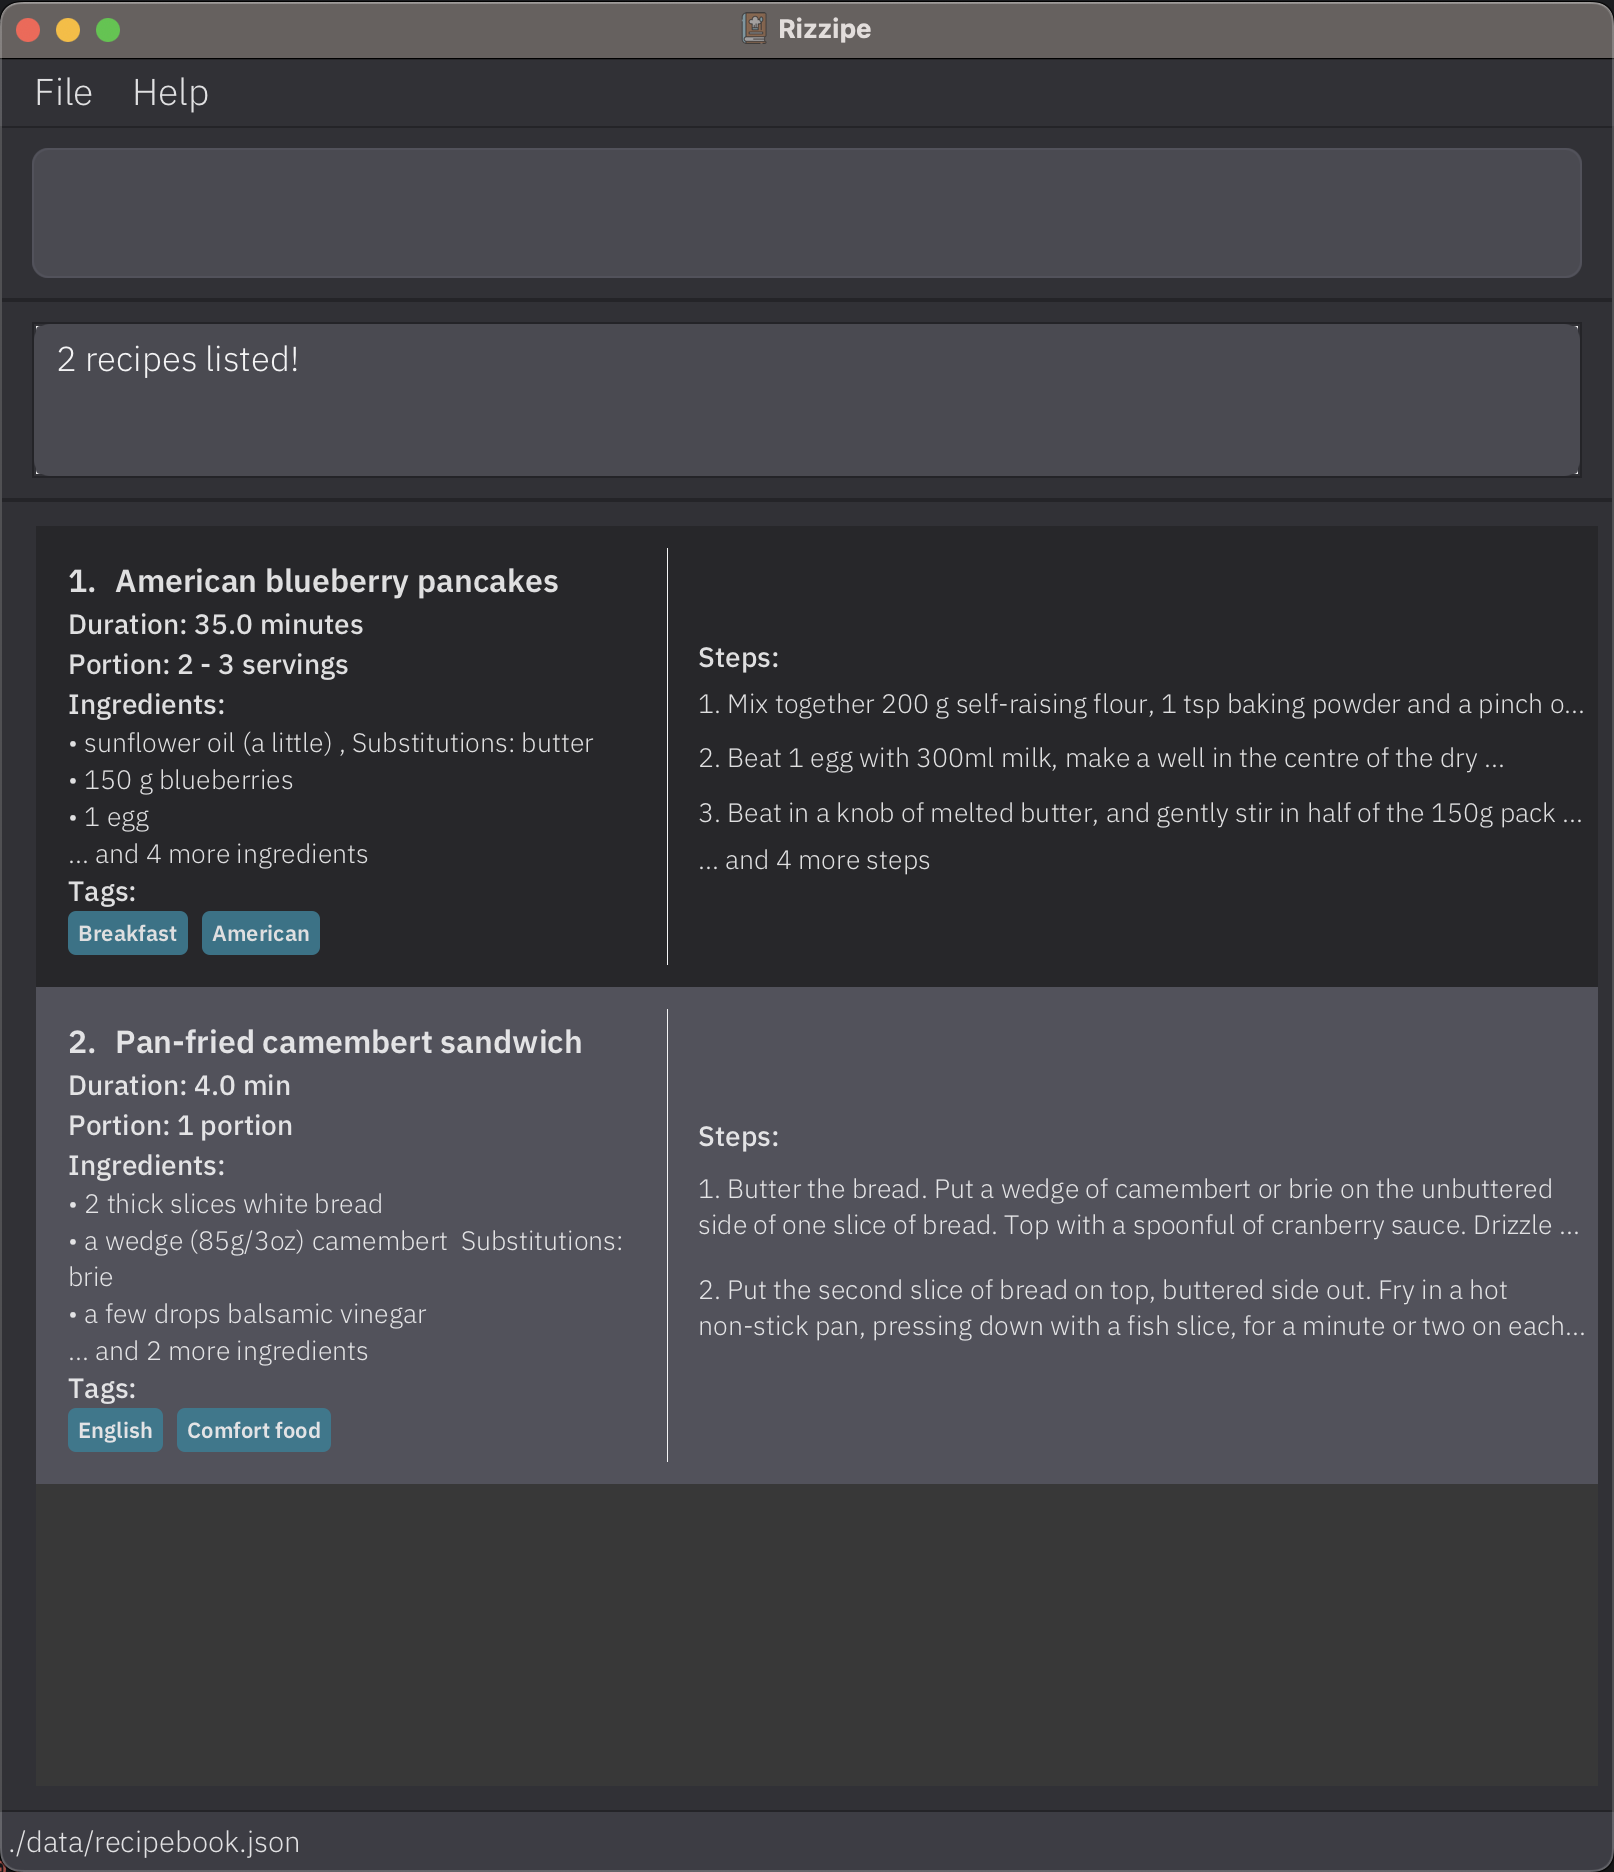 Rizzipe
File Help
2 recipes listed!
1. American blueberry pancakes
Duration: 35.0 minutes
Portion: 2 - 3 servings
Ingredients:
• sunflower oil (a little) , Substitutions: butter
• 150 g blueberries
• 1 egg
... and 4 more ingredients
Tags:
Breakfast American
Steps:
1. Mix together 200 g self-raising flour, 1 tsp baking powder and a pinch o...
2. Beat 1 egg with 300ml milk, make a well in the centre of the dry ...
3. Beat in a knob of melted butter, and gently stir in half of the 150g pack ...
... and 4 more steps
2. Pan-fried camembert sandwich
Duration: 4.0 min
Portion: 1 portion
Ingredients:
• 2 thick slices white bread
• a wedge (85g/3oz) camembert  Substitutions:
brie
• a few drops balsamic vinegar
... and 2 more ingredients
Tags:
English Comfort food
Steps:
1. Butter the bread. Put a wedge of camembert or brie on the unbuttered
side of one slice of bread. Top with a spoonful of cranberry sauce. Drizzle ...
2. Put the second slice of bread on top, buttered side out. Fry in a hot
non-stick pan, pressing down with a fish slice, for a minute or two on each...
./data/recipebook.json